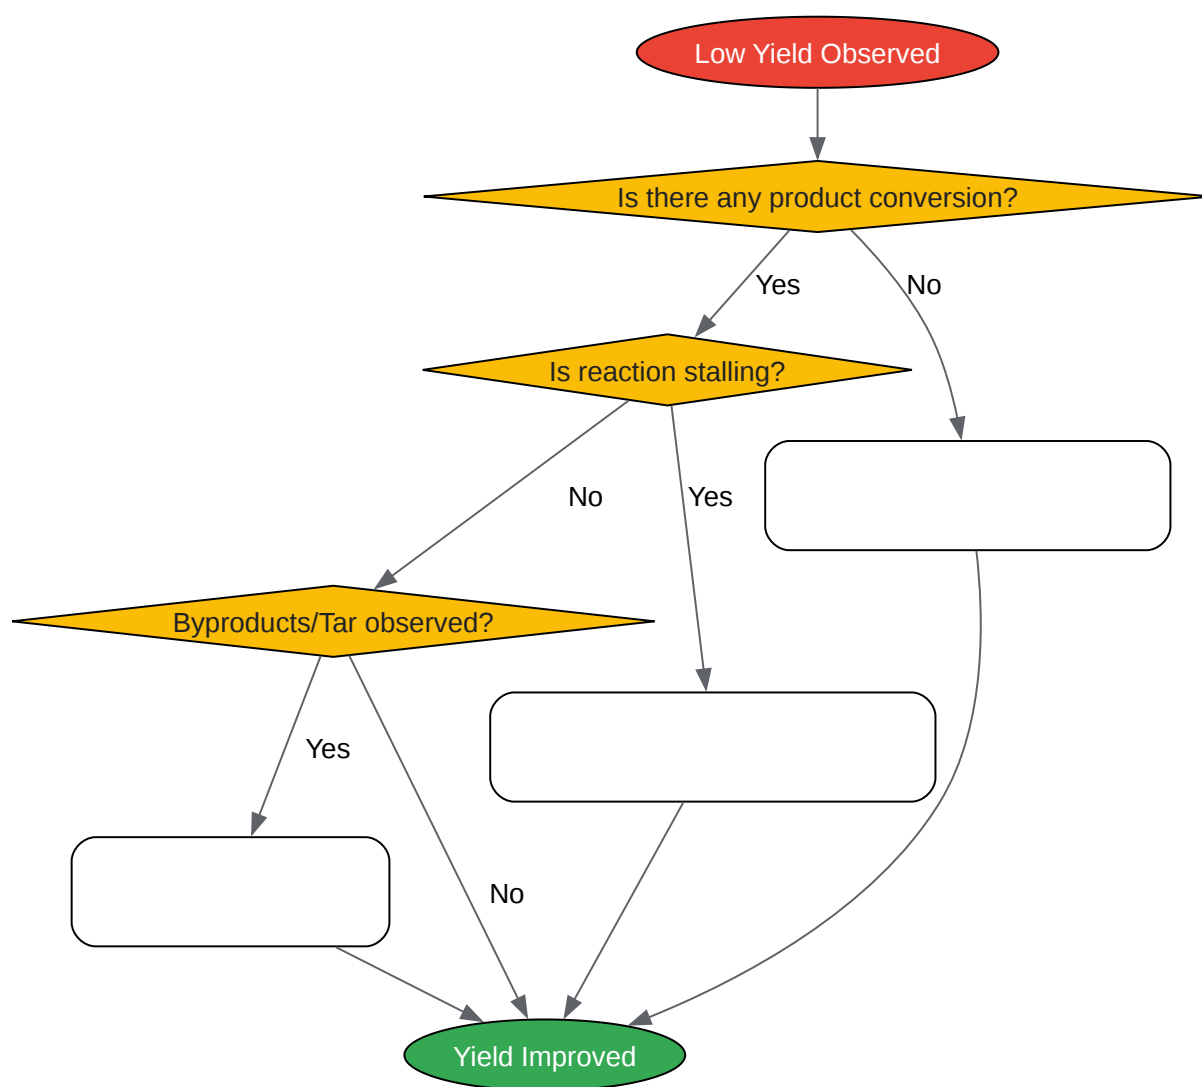 Low Yield Observed
Is there any product conversion?
Yes
No
Is reaction stalling?
No
Yes
Byproducts/Tar observed?
Yes
No
Yield Improved